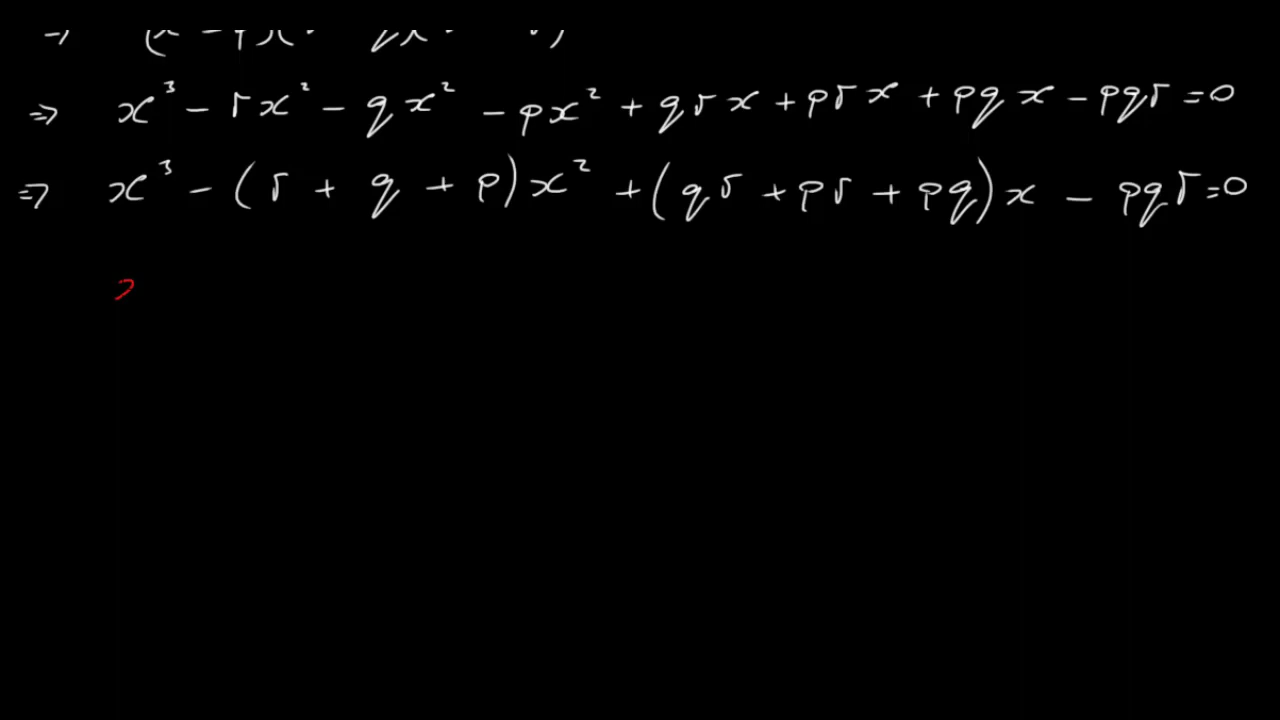 ⇒ x³ - rx² - qx² - px² + qrx + prx + pqx - pqr = 0
⇒ x³ - (r + q + p)x² + (qr + pr + pq)x - pqr = 0